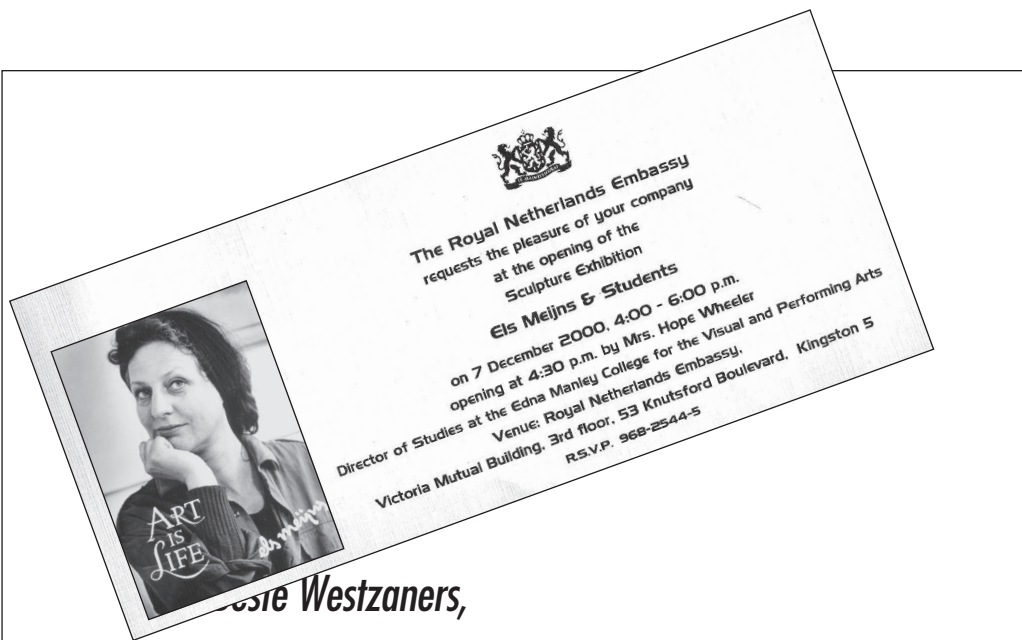 The Royal Netherlands Embassy
requests the pleasure of your company
at the opening of the
Sculpture Exhibition
Els Meijns & Students
on 7 December 2000, 4:00 - 6:00 p.m.
opening at 4:30 p.m. by Mrs. Hope Wheeler
Director of Studies at the Edna Manley College for the Visual and Performing Arts
Venue: Royal Netherlands Embassy,
Victoria Mutual Building, 3rd floor, 53 Knutsford Boulevard, Kingston 5
R.S.V.P. 968-2544-5
ART
IS
LIFE
els meijns
Westzaners,